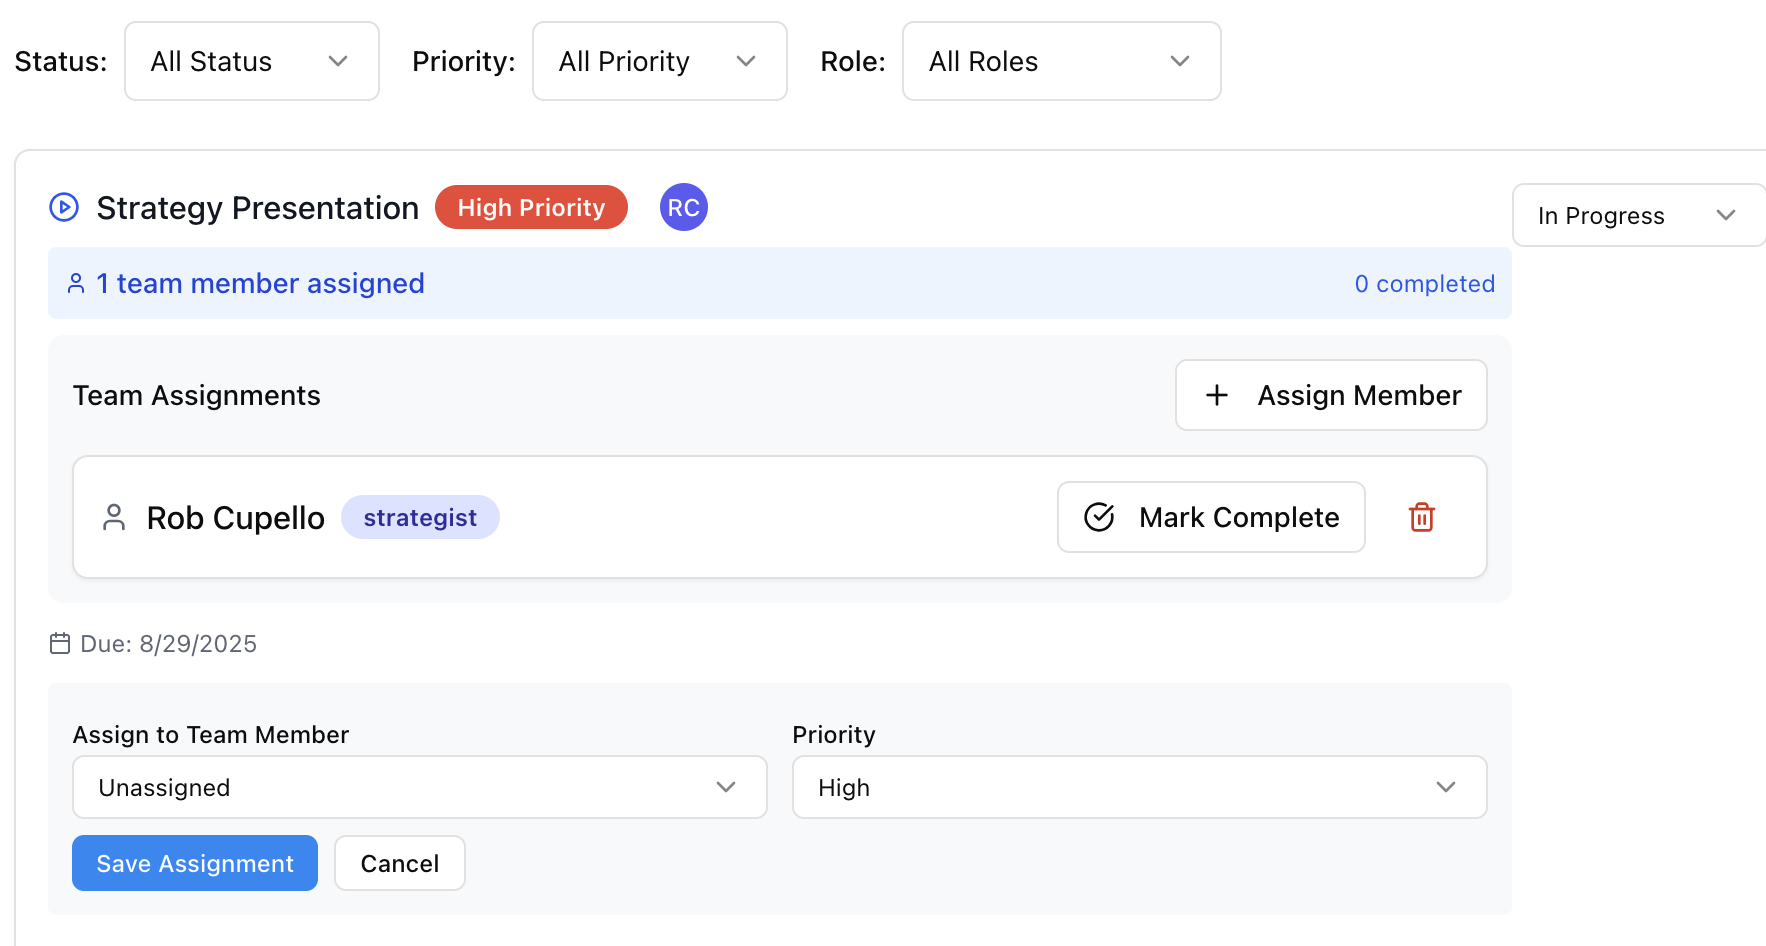 Status: All Status Priority: All Priority Role: All Roles
Strategy Presentation High Priority RC In Progress
1 team member assigned 0 completed
Team Assignments + Assign Member
Rob Cupello strategist Mark Complete
Due: 8/29/2025
Assign to Team Member Priority
Unassigned High
Save Assignment Cancel